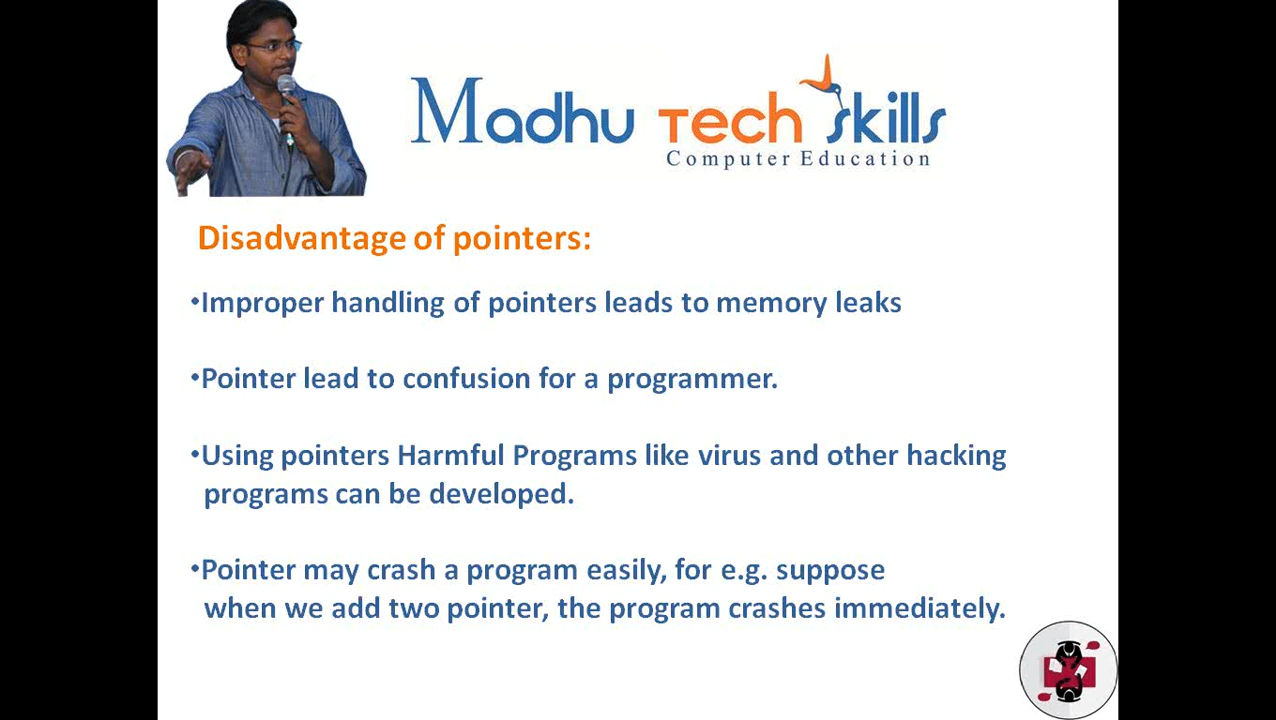 Madhu Tech Skills
Computer Education
Disadvantage of pointers:
•Improper handling of pointers leads to memory leaks
•Pointer lead to confusion for a programmer.
•Using pointers Harmful Programs like virus and other hacking
programs can be developed.
•Pointer may crash a program easily, for e.g. suppose
when we add two pointer, the program crashes immediately.